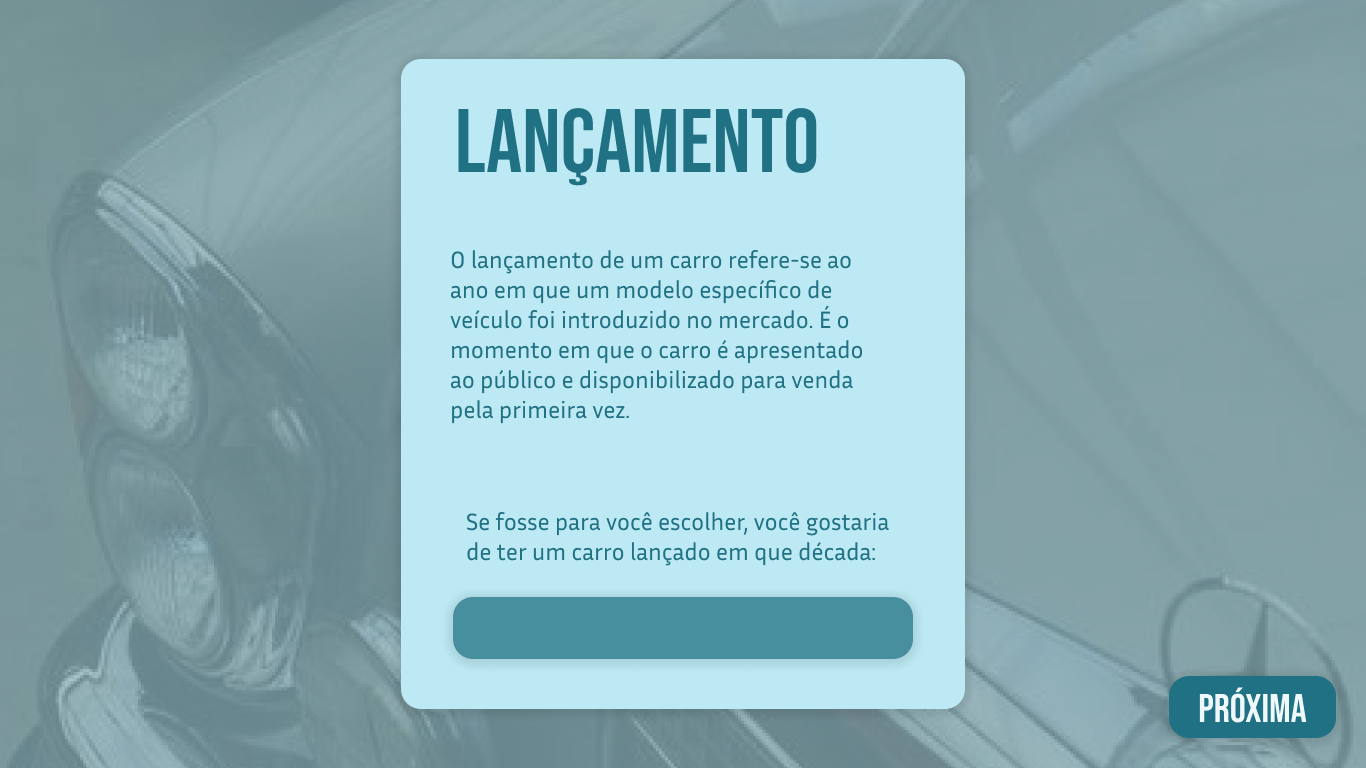 LANÇAMENTO
O lançamento de um carro refere-se ao
ano em que um modelo específico de
veículo foi introduzido no mercado. É o
momento em que o carro é apresentado
ao público e disponibilizado para venda
pela primeira vez.
Se fosse para você escolher, você gostaria
de ter um carro lançado em que década:
PRÓXIMA